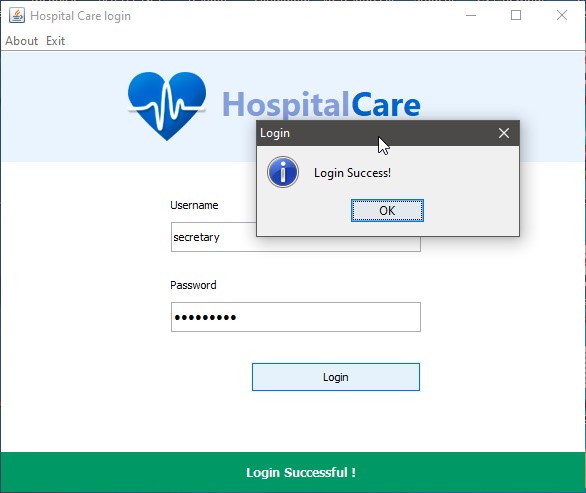 Hospital Care login
About Exit
HospitalCare
Login
Login Success!
OK
Username
secretary
Password
•••••••••
Login
Login Successful !